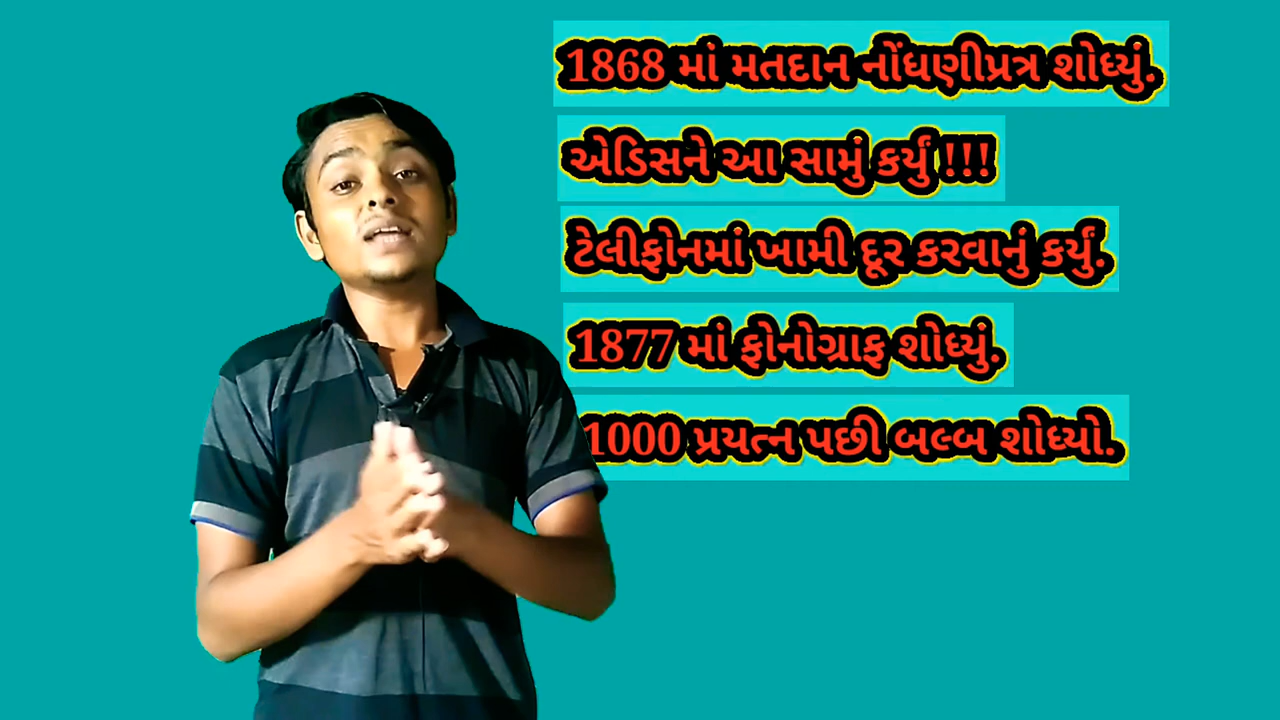 1868 માં મતદાન નોંધણીપ્રત્ર શોધ્યું.
એડિસને આ સામું કર્યું !!!
ટેલીફોનમાં ખામી દૂર કરવાનું કર્યું.
1877 માં ફોનોગ્રાફ શોધ્યું.
1000 પ્રયત્ન પછી બલ્બ શોધ્યો.